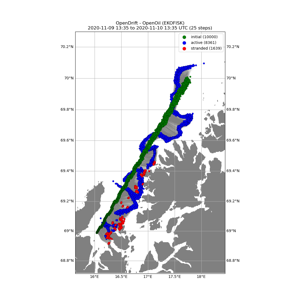 OpenDrift - OpenOil (EKOFISK)
2020-11-09 13:35 to 2020-11-10 13:35 UTC (25 steps)
initial (10000)
active (8361)
stranded (1639)
70.2°N
70°N
69.8°N
69.6°N
69.4°N
69.2°N
69°N
68.8°N
16°E 16.5°E 17°E 17.5°E 18°E